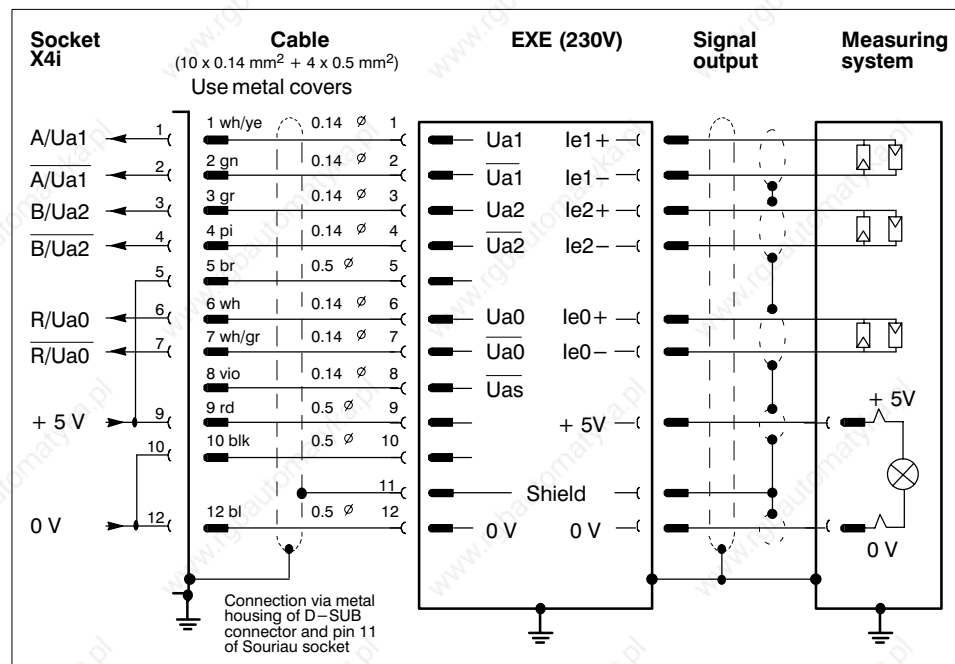 Socket X4i
Cable
(10 x 0.14 mm² + 4 x 0.5 mm²)
Use metal covers
EXE (230V)
Signal output
Measuring system
A/Ua1 1 1 wh/ye 0.14 ⌀ 1 Ua1 Ie1+
A/Ua1 2 2 gn 0.14 ⌀ 2 Ua1 Ie1−
B/Ua2 3 3 gr 0.14 ⌀ 3 Ua2 Ie2+
B/Ua2 4 4 pi 0.14 ⌀ 4 Ua2 Ie2−
5 5 br 0.5 ⌀ 5
R/Ua0 6 6 wh 0.14 ⌀ 6 Ua0 Ie0+
R/Ua0 7 7 wh/gr 0.14 ⌀ 7 Ua0 Ie0−
8 vio 0.14 ⌀ 8 Uas
+ 5 V 9 9 rd 0.5 ⌀ 9 + 5V + 5V
10 10 blk 0.5 ⌀ 10
11 Shield
0 V 12 12 bl 0.5 ⌀ 12 0 V 0 V 0 V
Connection via metal
housing of D−SUB
connector and pin 11
of Souriau socket
www.rgbautomatyka.pl